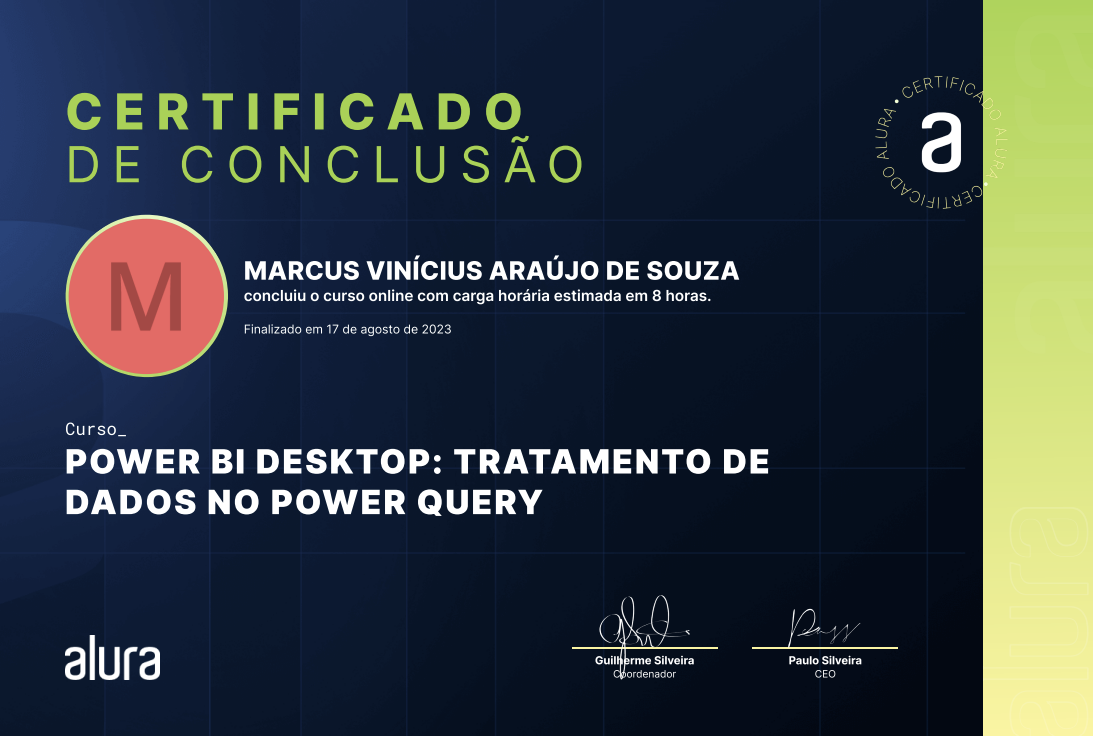 CERTIFICADO
DE CONCLUSÃO
CERTIFICADO ALURA • CERTIFICADO ALURA •
a
M
MARCUS VINÍCIUS ARAÚJO DE SOUZA
concluiu o curso online com carga horária estimada em 8 horas.
Finalizado em 17 de agosto de 2023
Curso_
POWER BI DESKTOP: TRATAMENTO DE
DADOS NO POWER QUERY
alura
Guilherme Silveira
Coordenador
Paulo Silveira
CEO